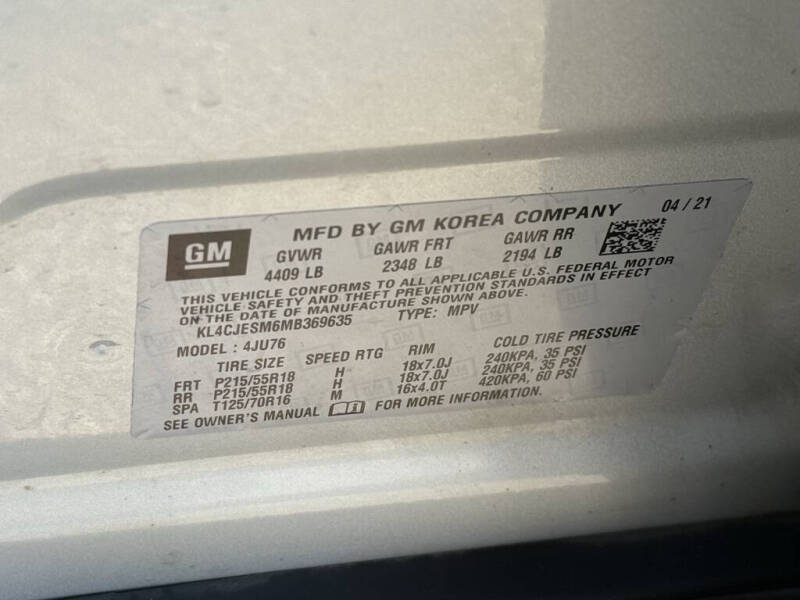 GM
MFD BY GM KOREA COMPANY 04 / 21
GVWR GAWR FRT GAWR RR
4409 LB 2348 LB 2194 LB
THIS VEHICLE CONFORMS TO ALL APPLICABLE U.S. FEDERAL MOTOR
VEHICLE SAFETY AND THEFT PREVENTION STANDARDS IN EFFECT
ON THE DATE OF MANUFACTURE SHOWN ABOVE.
KL4CJESM6MB369635 TYPE: MPV
MODEL : 4JU76
TIRE SIZE SPEED RTG RIM COLD TIRE PRESSURE
FRT P215/55R18 H 18x7.0J 240KPA, 35 PSI
RR P215/55R18 H 18x7.0J 240KPA, 35 PSI
SPA T125/70R16 M 16x4.0T 420KPA, 60 PSI
SEE OWNER'S MANUAL FOR MORE INFORMATION.